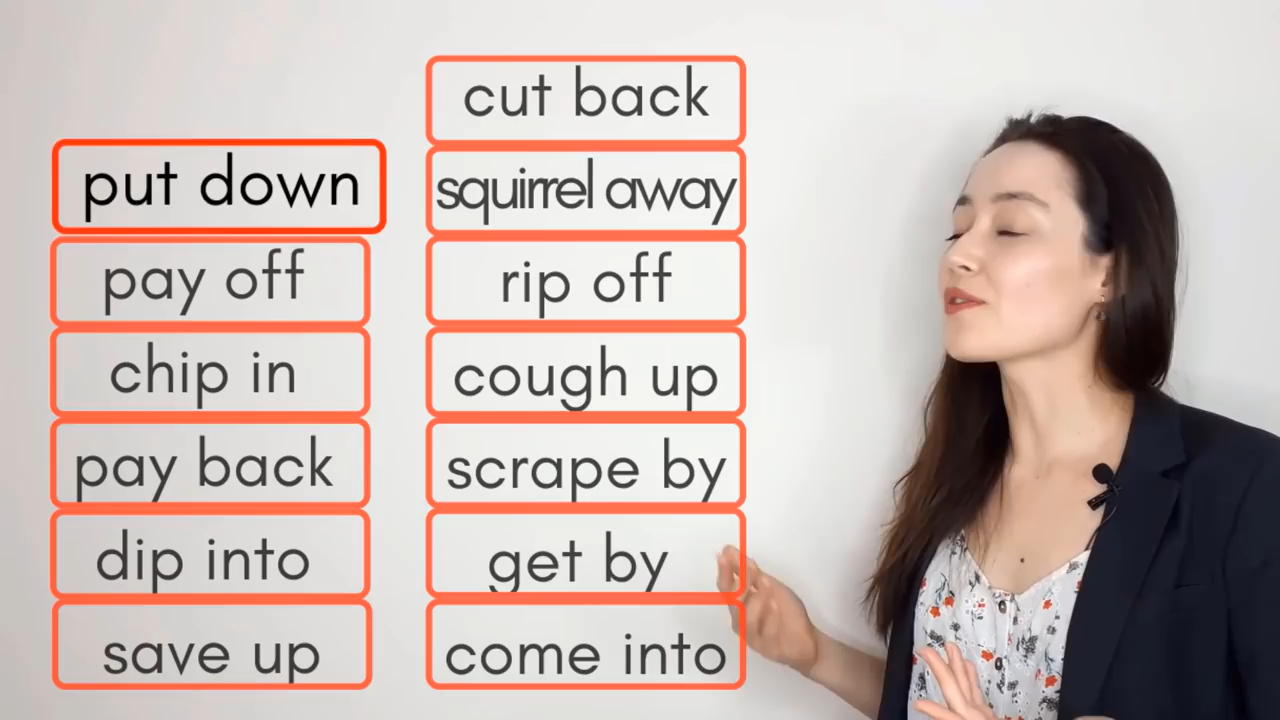 put down
pay off
chip in
pay back
dip into
save up
cut back
squirrel away
rip off
cough up
scrape by
get by
come into